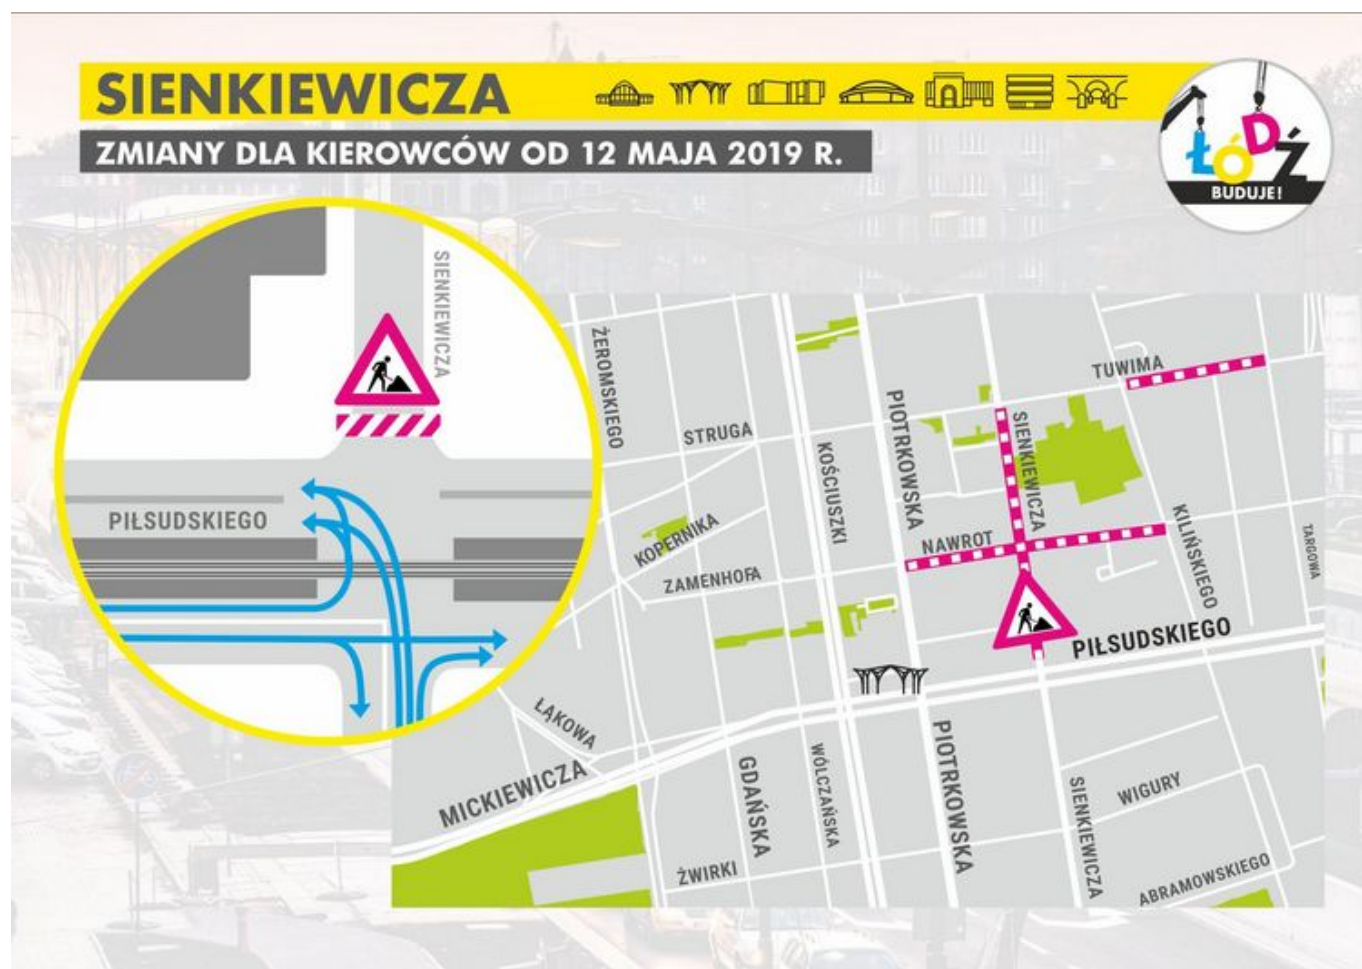 SIENKIEWICZA
ZMIANY DLA KIEROWCÓW OD 12 MAJA 2019 R.
ŁÓDŹ
BUDUJE!
SIENKIEWICZA
PIŁSUDSKIEGO
ŻEROMSKIEGO
STRUGA
KOPERNIKA
ZAMENHOFA
KOŚCIUSZKI
PIOTRKOWSKA
SIENKIEWICZA
TUWIMA
NAWROT
KILIŃSKIEGO
TARGOWA
PIŁSUDSKIEGO
ŁĄKOWA
MICKIEWICZA
GDAŃSKA
WÓLCZAŃSKA
PIOTRKOWSKA
SIENKIEWICZA
WIGURY
ŻWIRKI
ABRAMOWSKIEGO